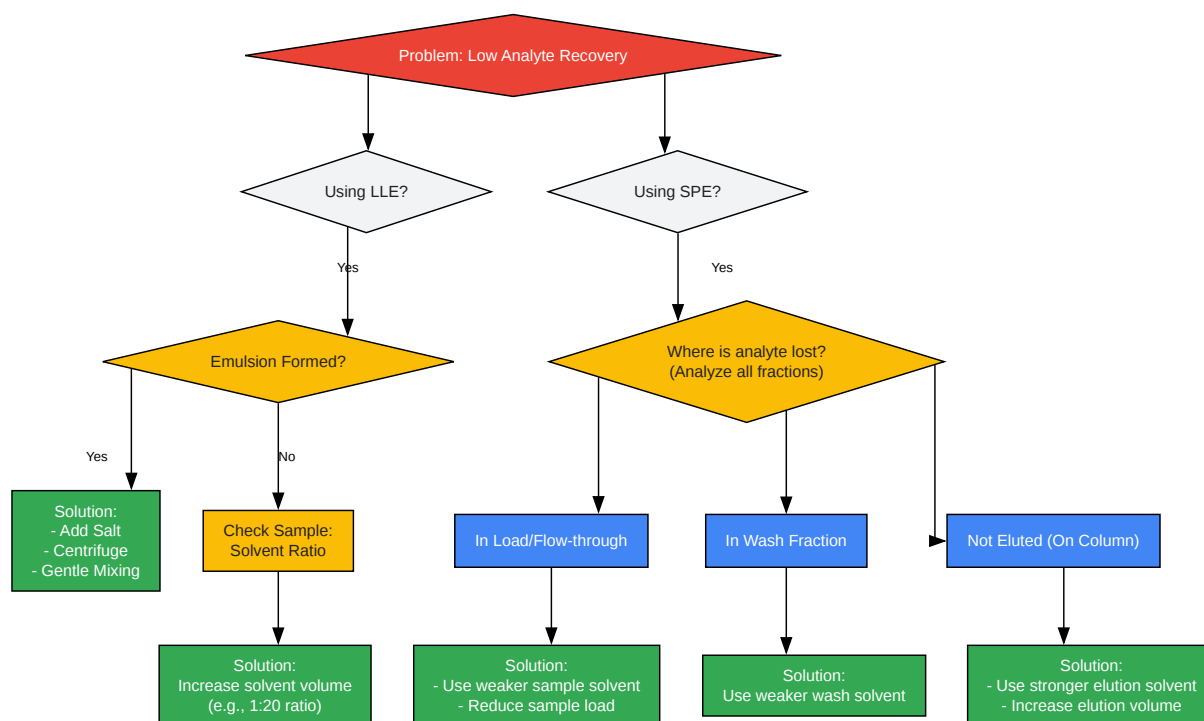 Problem: Low Analyte Recovery
Using LLE?
Using SPE?
Yes
Yes
Emulsion Formed?
Where is analyte lost?
(Analyze all fractions)
Yes
No
Solution:
- Add Salt
- Centrifuge
- Gentle Mixing
Check Sample:
Solvent Ratio
In Load/Flow-through
In Wash Fraction
Not Eluted (On Column)
Solution:
Increase solvent volume
(e.g., 1:20 ratio)
Solution:
- Use weaker sample solvent
- Reduce sample load
Solution:
Use weaker wash solvent
Solution:
- Use stronger elution solvent
- Increase elution volume